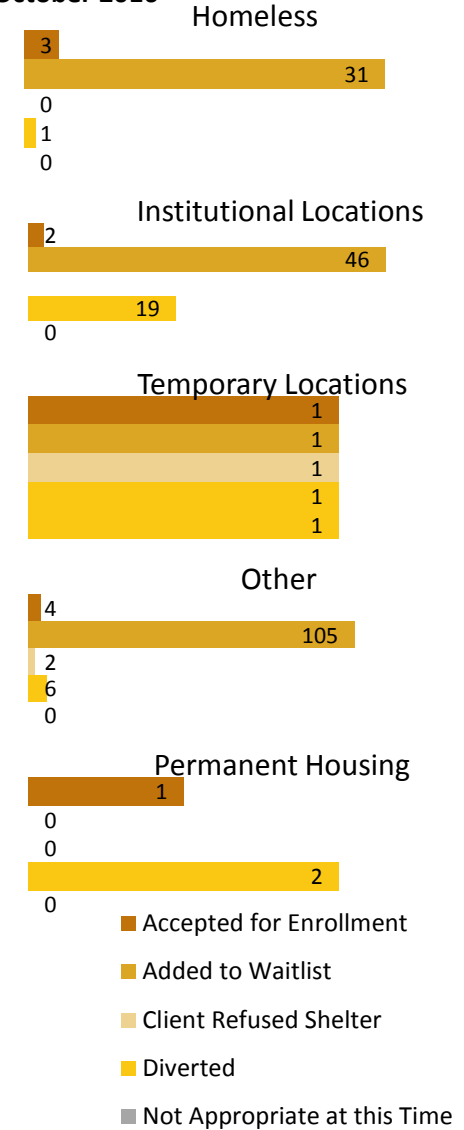 Homeless
3
31
0
1
0
Institutional Locations
2
46
19
0
Temporary Locations
1
1
1
1
1
Other
4
105
2
6
0
Permanent Housing
1
0
0
2
0
Accepted for Enrollment
Added to Waitlist
Client Refused Shelter
Diverted
Not Appropriate at this Time